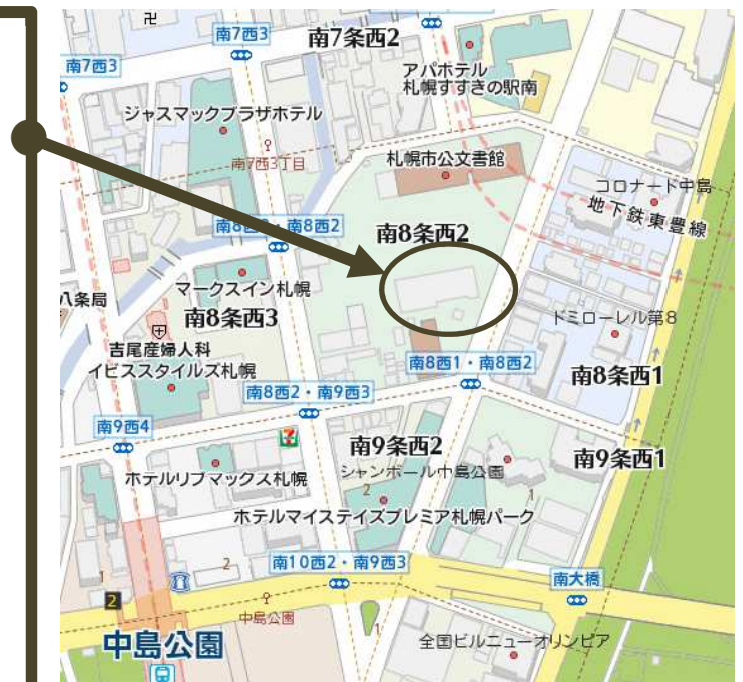 南7西3
南7条西2
南7西3
アパホテル
札幌すすきの駅南
ジャスマックプラザホテル
南7西3丁目
札幌市公文書館
コロナード中島
地下鉄東豊線
南8条西2
南8西2
マークスイン札幌
八条局
南8条西3
ドミローレル第8
吉尾産婦人科
イビススタイルズ札幌
南8西1・南8西2
南8条西1
南8西2・南9西3
南9西4
南9条西2
南9条西1
シャンボール中島公園
2
1
ホテルリブマックス札幌
ホテルマイステイズプレミア札幌パーク
2
1
南10西2・南9西3
南大橋
2
中島公園
1
中島公園
全国ビルニューオリンピア